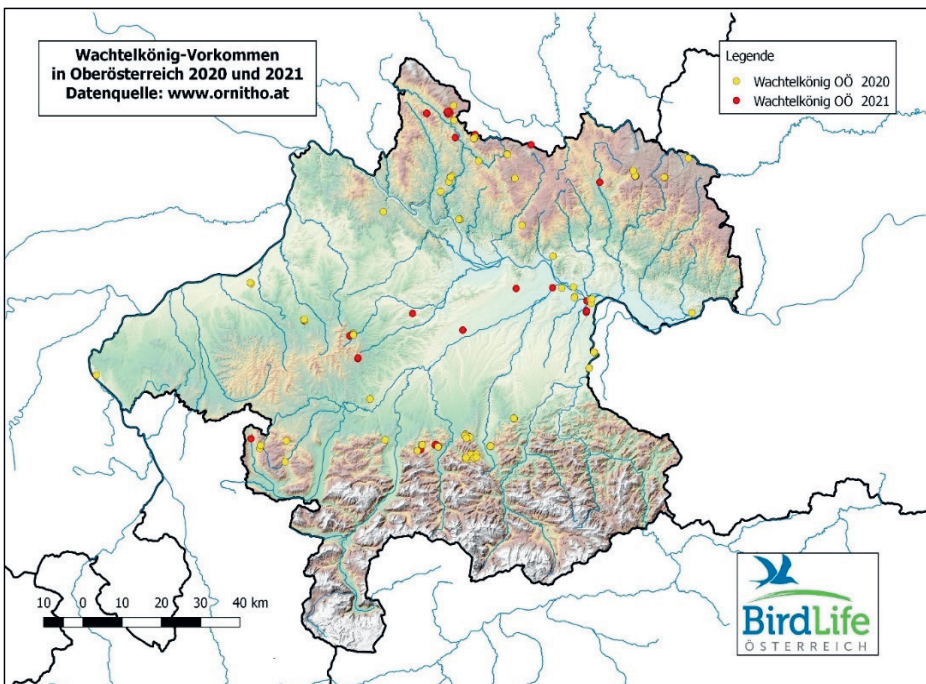 Wachtelkönig-Vorkommen
in Oberösterreich 2020 und 2021
Datenquelle: www.ornitho.at
Legende
Wachtelkönig OÖ 2020
Wachtelkönig OÖ 2021
10 0 10 20 30 40 km
BirdLife
ÖSTERREICH